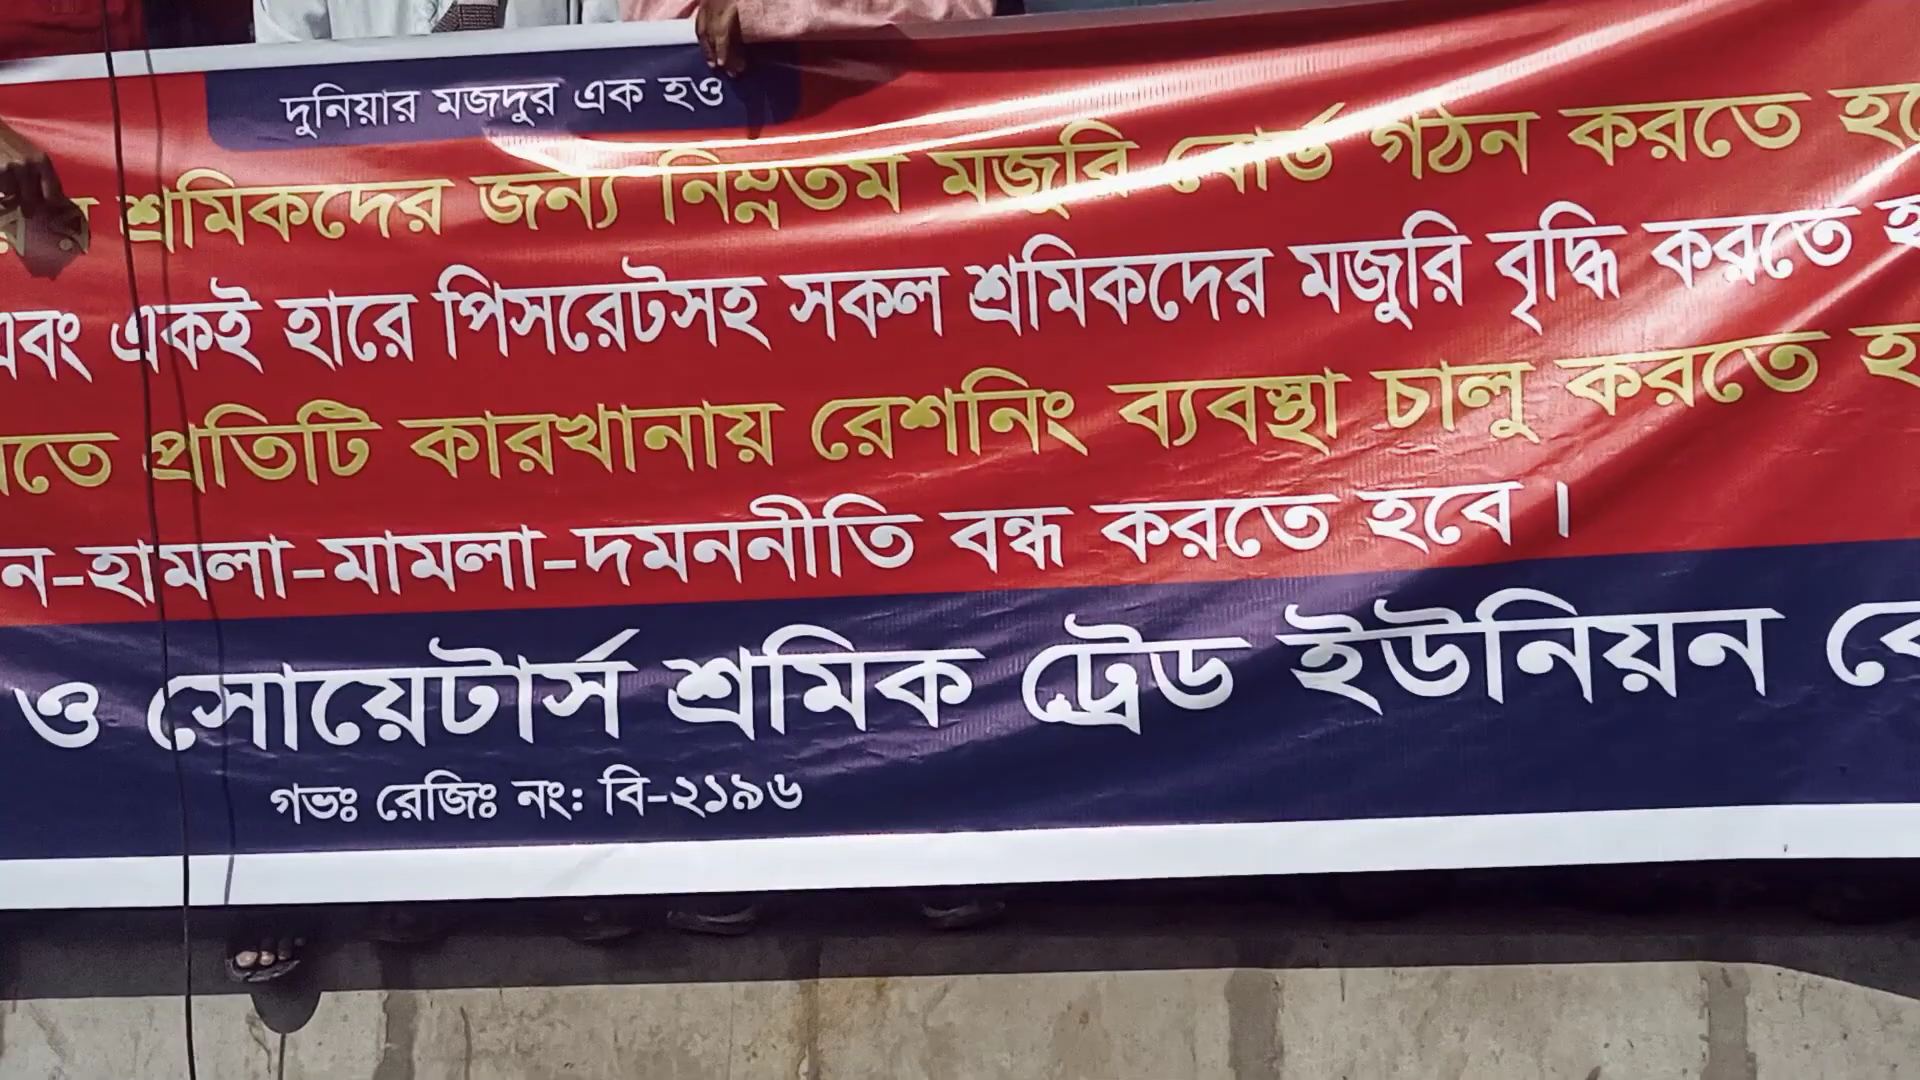 দুনিয়ার মজদুর এক হও
শ্রমিকদের জন্য নিম্নতম মজুরি বোর্ড গঠন করতে
এবং একই হারে পিসরেটসহ সকল শ্রমিকদের মজুরি বৃদ্ধি করতে
প্রতিটি কারখানায় রেশনিং ব্যবস্থা চালু করতে
ন-হামলা-মামলা-দমননীতি বন্ধ করতে হবে।
ও সোয়েটার্স শ্রমিক ট্রেড ইউনিয়ন
গভঃ রেজিঃ নং: বি-২১৯৬